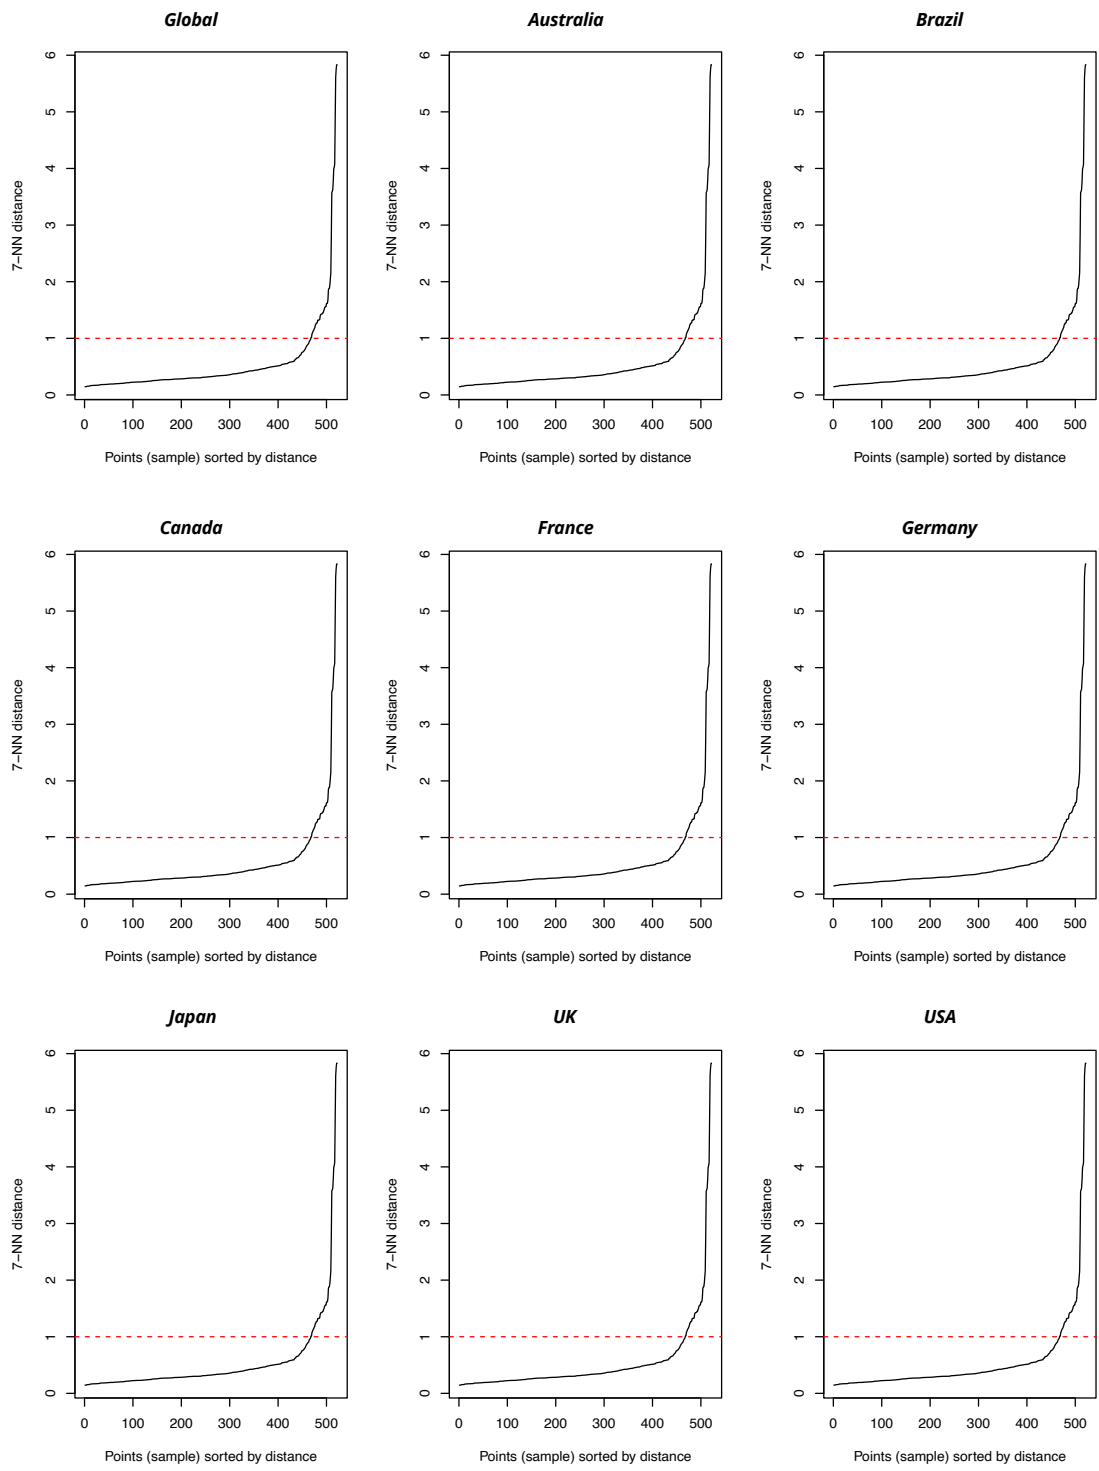 Global Australia Brazil
6 6 6
5 5 5
4 4 4
3 3 3
2 2 2
1 1 1
0 0 0
7−NN distance 7−NN distance 7−NN distance
0 100 200 300 400 500 0 100 200 300 400 500 0 100 200 300 400 500
Points (sample) sorted by distance Points (sample) sorted by distance Points (sample) sorted by distance
Canada France Germany
6 6 6
5 5 5
4 4 4
3 3 3
2 2 2
1 1 1
0 0 0
7−NN distance 7−NN distance 7−NN distance
0 100 200 300 400 500 0 100 200 300 400 500 0 100 200 300 400 500
Points (sample) sorted by distance Points (sample) sorted by distance Points (sample) sorted by distance
Japan UK USA
6 6 6
5 5 5
4 4 4
3 3 3
2 2 2
1 1 1
0 0 0
7−NN distance 7−NN distance 7−NN distance
0 100 200 300 400 500 0 100 200 300 400 500 0 100 200 300 400 500
Points (sample) sorted by distance Points (sample) sorted by distance Points (sample) sorted by distance